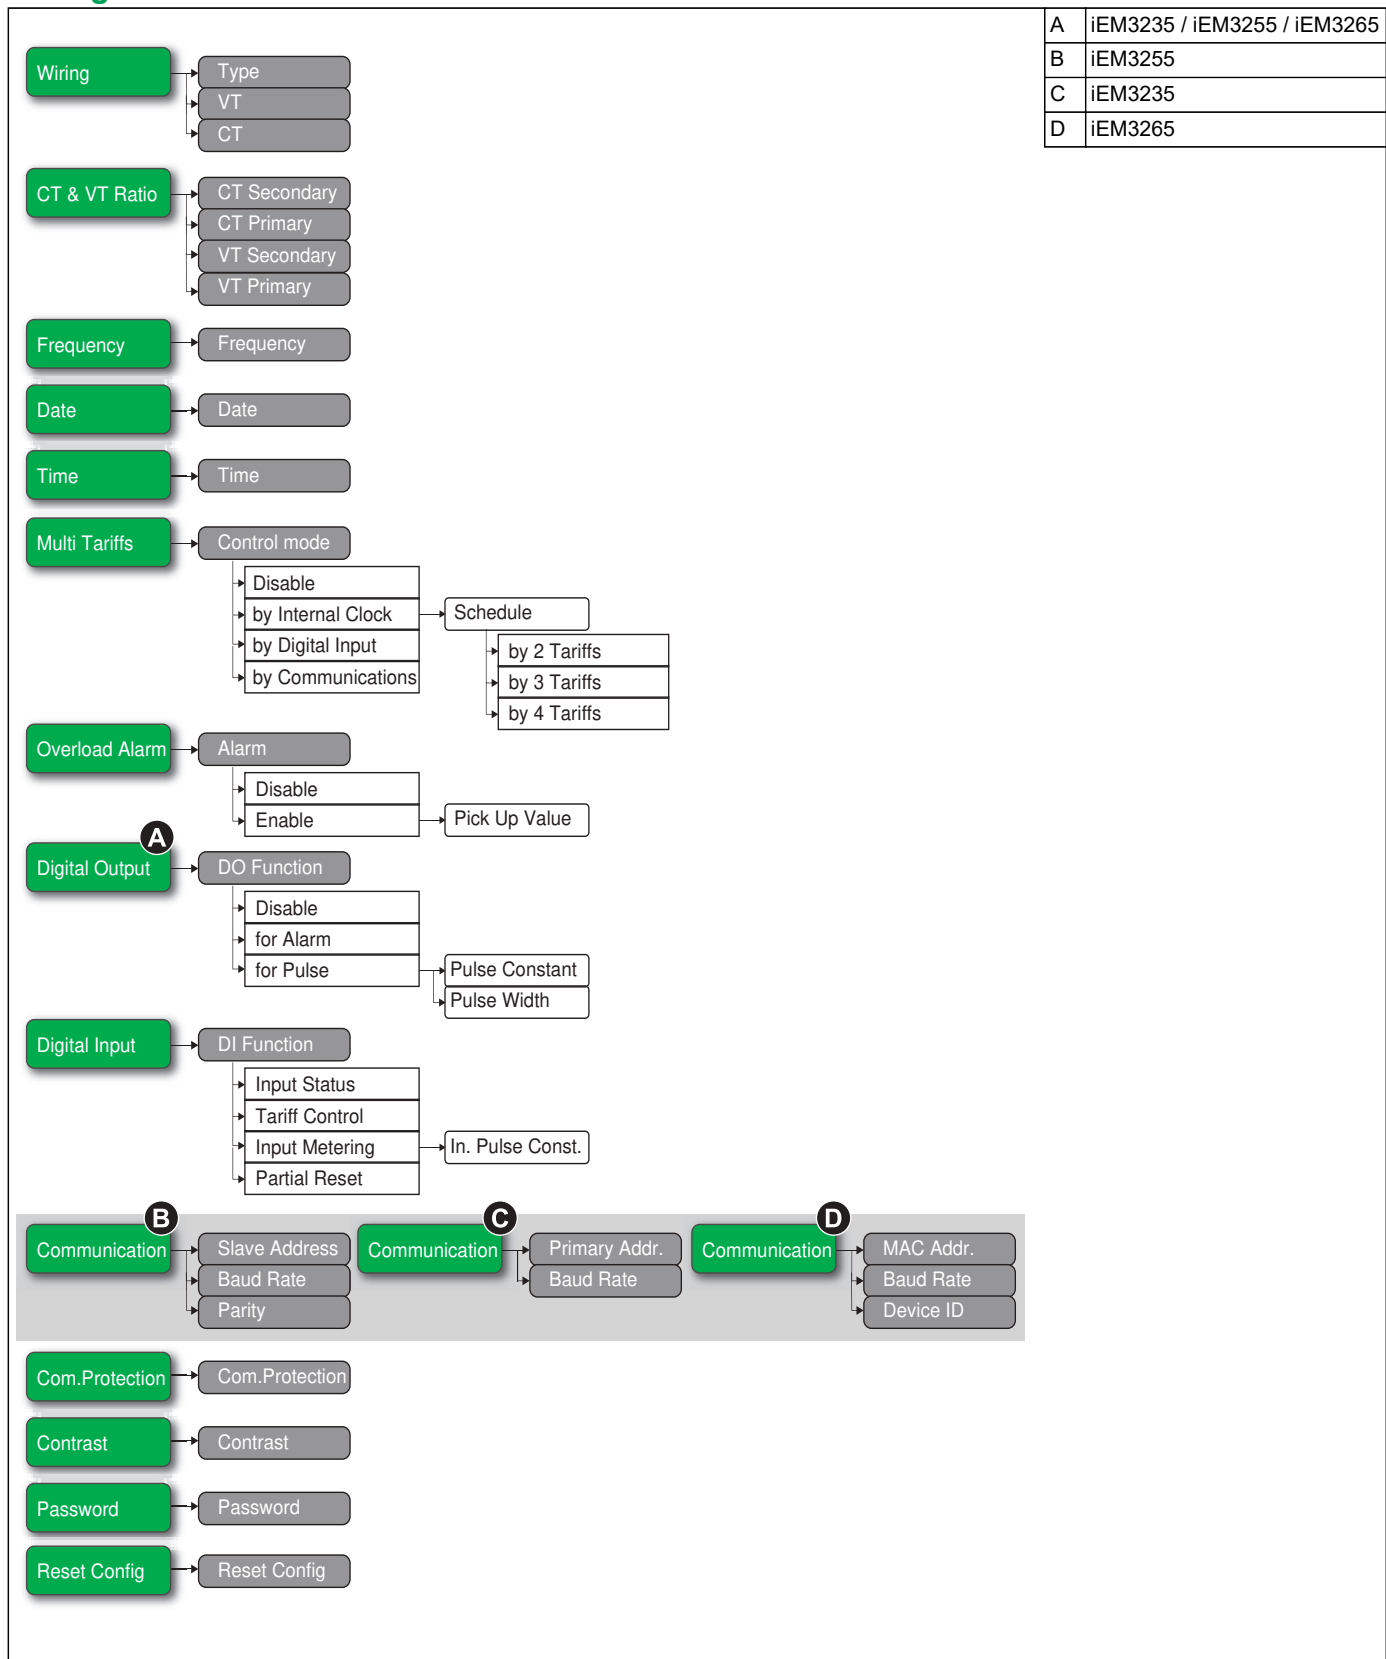 A iEM3235 / iEM3255 / iEM3265
B iEM3255
C iEM3235
D iEM3265
Wiring
Type
VT
CT
CT & VT Ratio
CT Secondary
CT Primary
VT Secondary
VT Primary
Frequency
Frequency
Date
Date
Time
Time
Multi Tariffs
Control mode
Disable
by Internal Clock
by Digital Input
by Communications
Schedule
by 2 Tariffs
by 3 Tariffs
by 4 Tariffs
Overload Alarm
Alarm
Disable
Enable
Pick Up Value
A
Digital Output
DO Function
Disable
for Alarm
for Pulse
Pulse Constant
Pulse Width
Digital Input
DI Function
Input Status
Tariff Control
Input Metering
Partial Reset
In. Pulse Const.
B
Communication
Slave Address
Baud Rate
Parity
C
Communication
Primary Addr.
Baud Rate
D
Communication
MAC Addr.
Baud Rate
Device ID
Com.Protection
Com.Protection
Contrast
Contrast
Password
Password
Reset Config
Reset Config